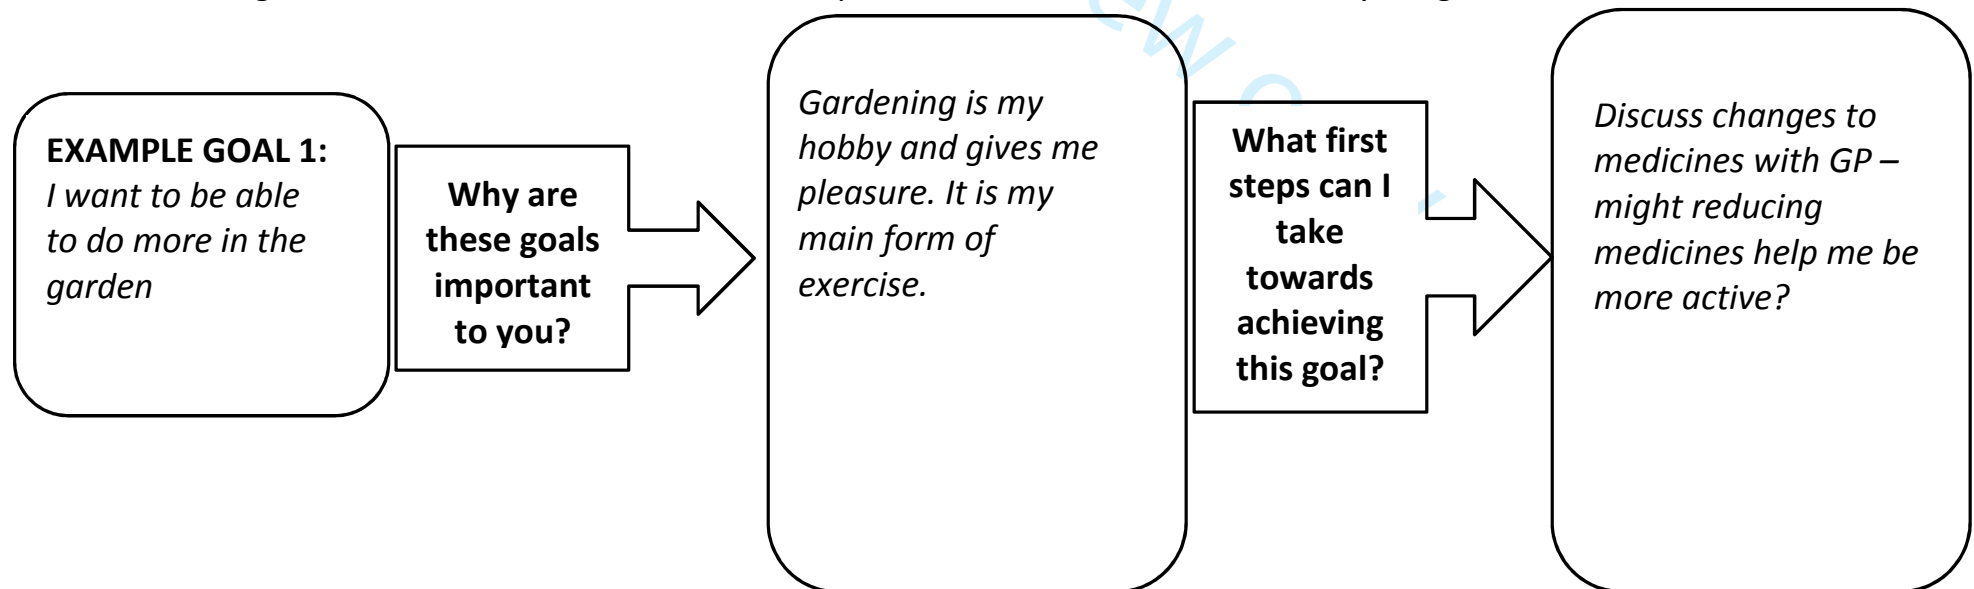 EXAMPLE GOAL 1:
I want to be able
to do more in the
garden
Why are
these goals
important
to you?
Gardening is my
hobby and gives me
pleasure. It is my
main form of
exercise.
What first
steps can I
take
towards
achieving
this goal?
Discuss changes to
medicines with GP –
might reducing
medicines help me be
more active?